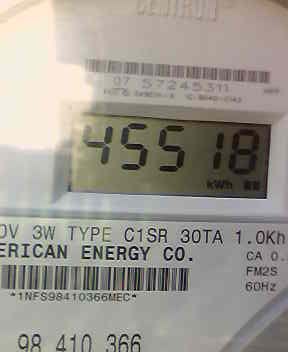 CENTRON
07 57245311
45518
kWh
0V 3W TYPE C1SR 30TA 1.0Kh
ERICAN ENERGY CO. CA 0.
FM2S
*1NFS98410366MEC* 60Hz
98 410 366